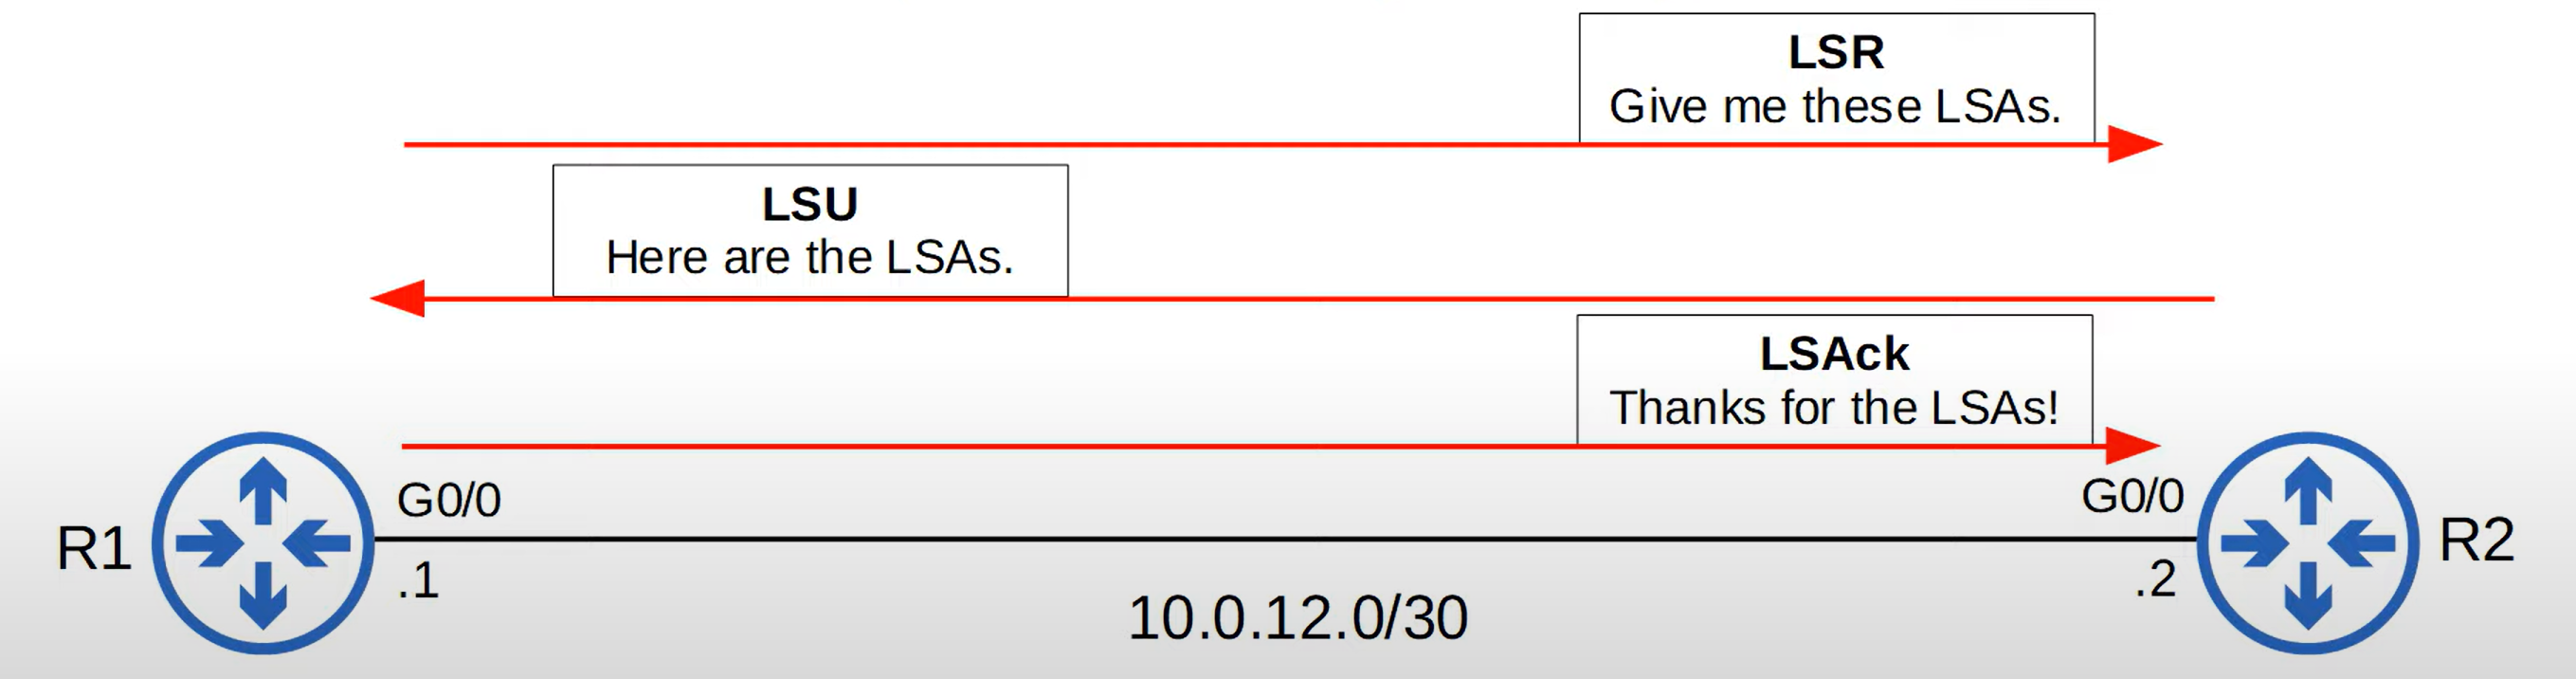 LSR
Give me these LSAs.
LSU
Here are the LSAs.
LSAck
Thanks for the LSAs!
G0/0
G0/0
R1
R2
.1
.2
10.0.12.0/30